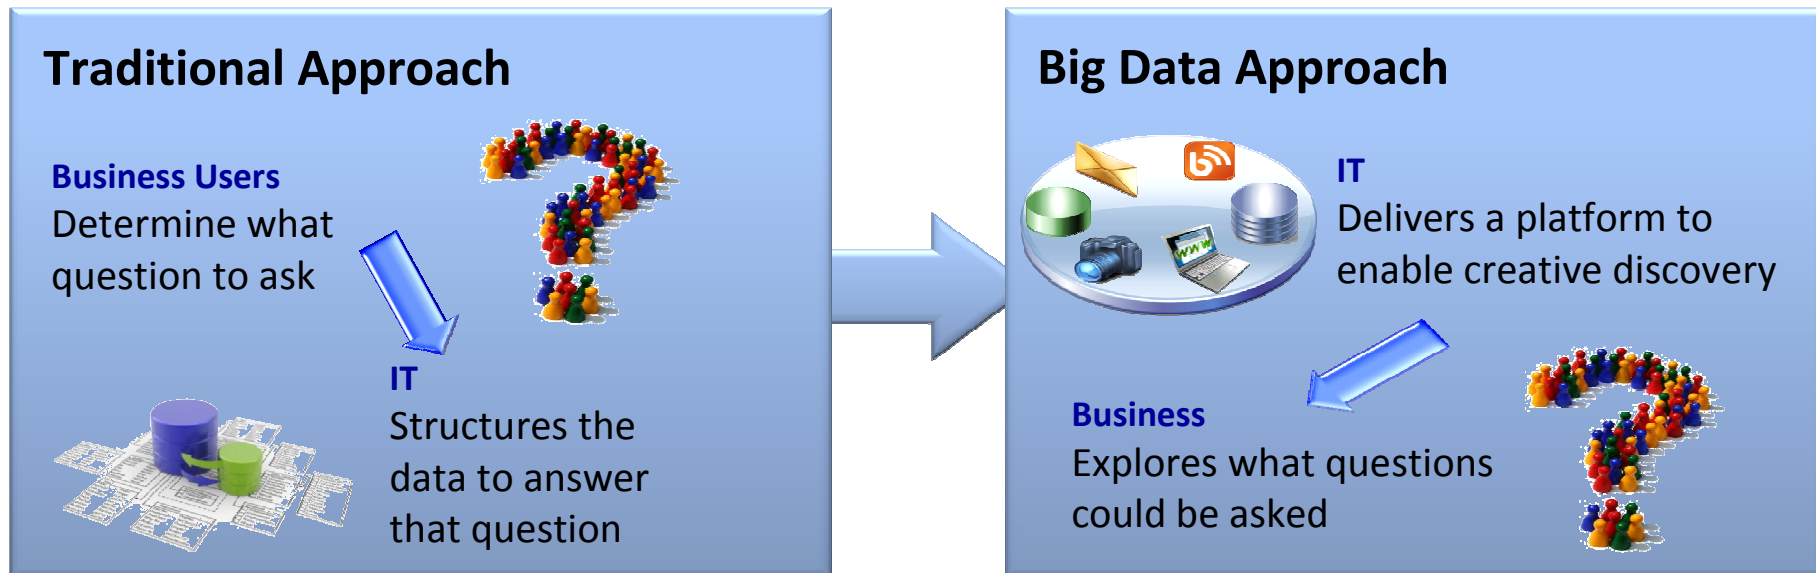 Traditional Approach
Business Users
Determine what
question to ask
IT
Structures the
data to answer
that question
Big Data Approach
IT
Delivers a platform to
enable creative discovery
www
Business
Explores what questions
could be asked